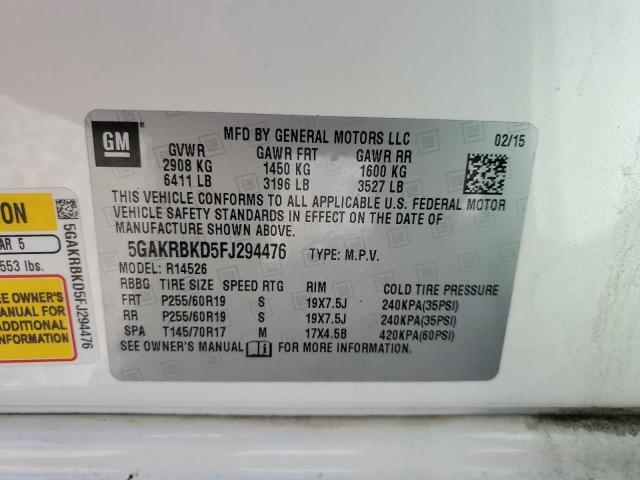 GM
MFD BY GENERAL MOTORS LLC 02/15
GVWR GAWR FRT GAWR RR
2908 KG 1450 KG 1600 KG
6411 LB 3196 LB 3527 LB
THIS VEHICLE CONFORMS TO ALL APPLICABLE U.S. FEDERAL MOTOR
VEHICLE SAFETY STANDARDS IN EFFECT ON THE DATE OF
MANUFACTURE SHOWN ABOVE.
5GAKRBKD5FJ294476 TYPE: M.P.V.
MODEL: R14526
RBBG TIRE SIZE SPEED RTG RIM COLD TIRE PRESSURE
FRT P255/60R19 S 19X7.5J 240KPA(35PSI)
RR P255/60R19 S 19X7.5J 240KPA(35PSI)
SPA T145/70R17 M 17X4.5B 420KPA(60PSI)
SEE OWNER'S MANUAL FOR MORE INFORMATION.
ON
AR 5
553 lbs.
SEE OWNER'S
MANUAL FOR
ADDITIONAL
INFORMATION
5GAKRBKD5FJ294476